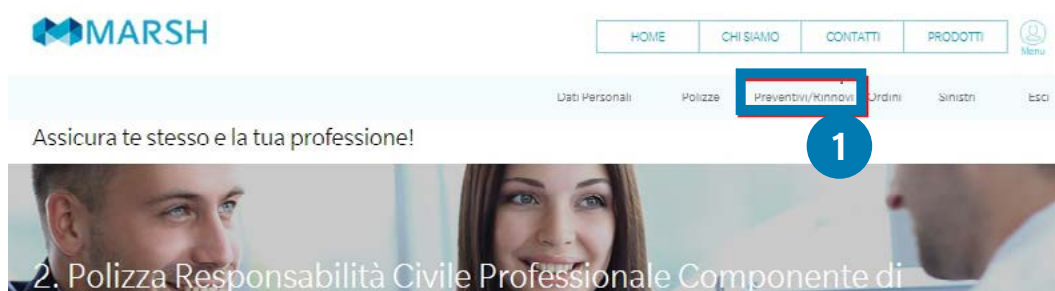 MARSH
HOME CHI SIAMO CONTATTI PRODOTTI
Menu
Dati Personali Polizze Preventivi/Rinnovi Ordini Sinistri Esci
1
Assicura te stesso e la tua professione!
2. Polizza Responsabilità Civile Professionale Componente di